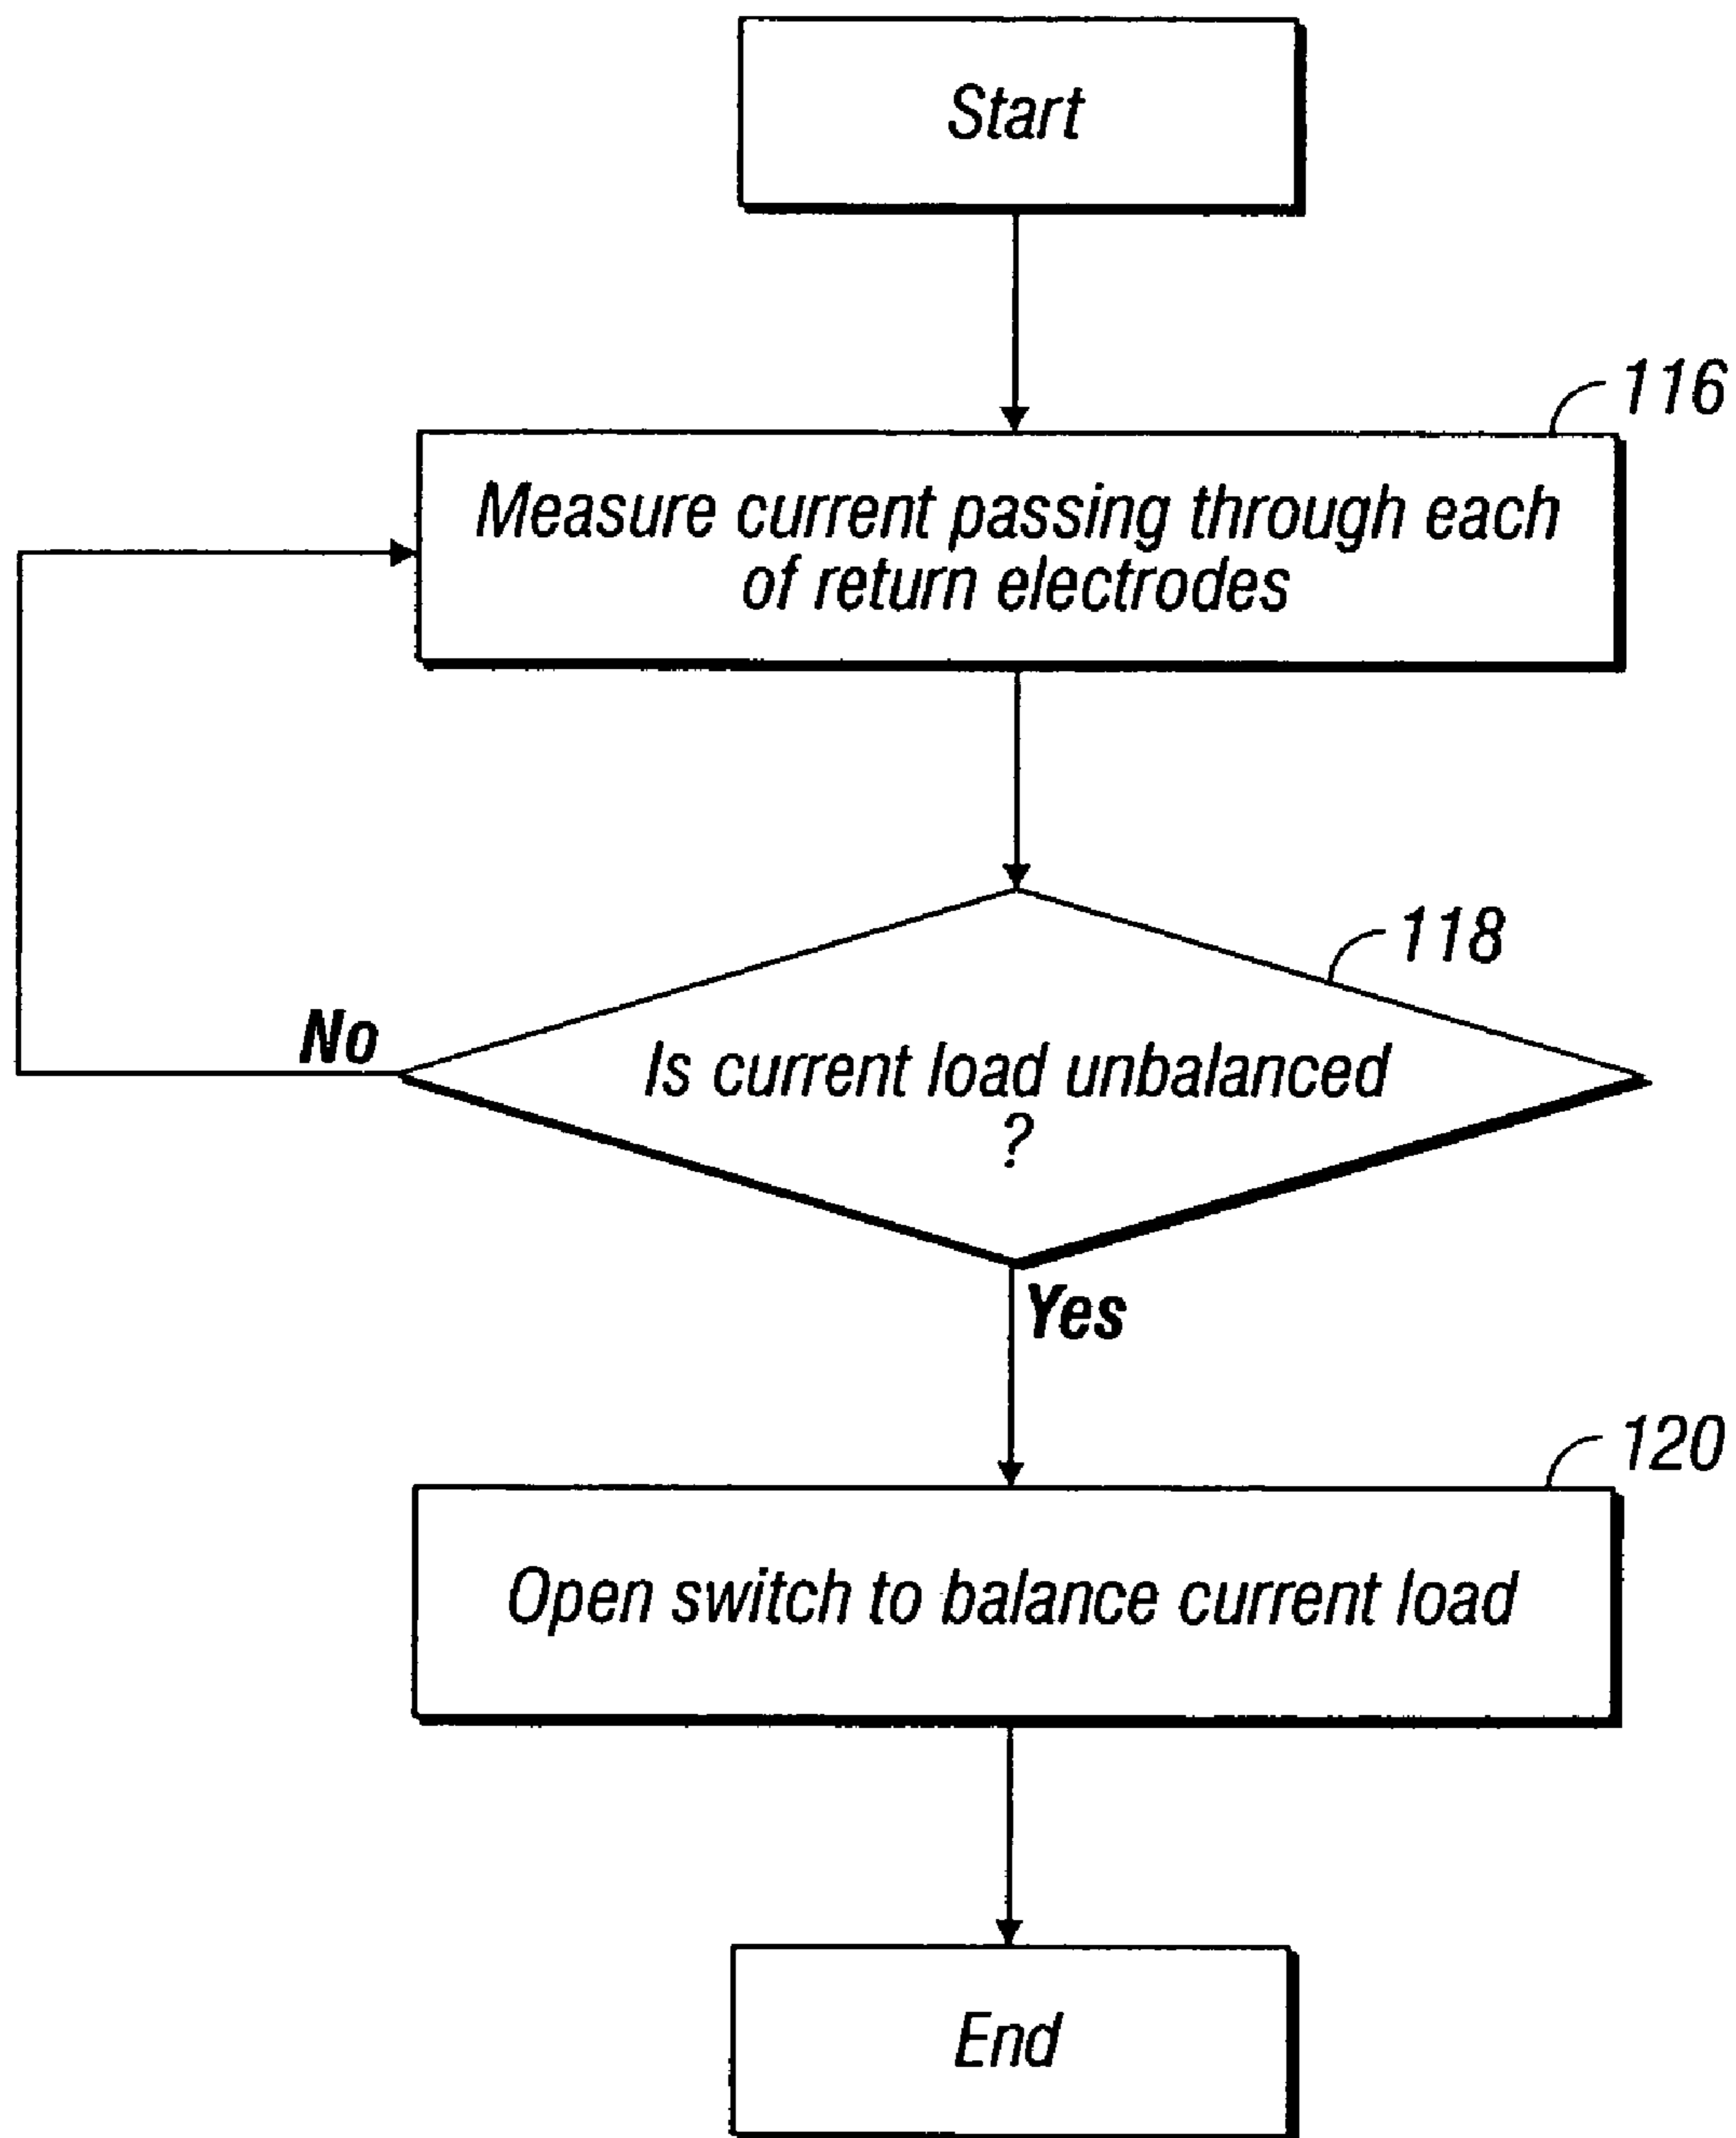 Start
116
Measure current passing through each
of return electrodes
118
No
Is current load unbalanced
?
Yes
120
Open switch to balance current load
End